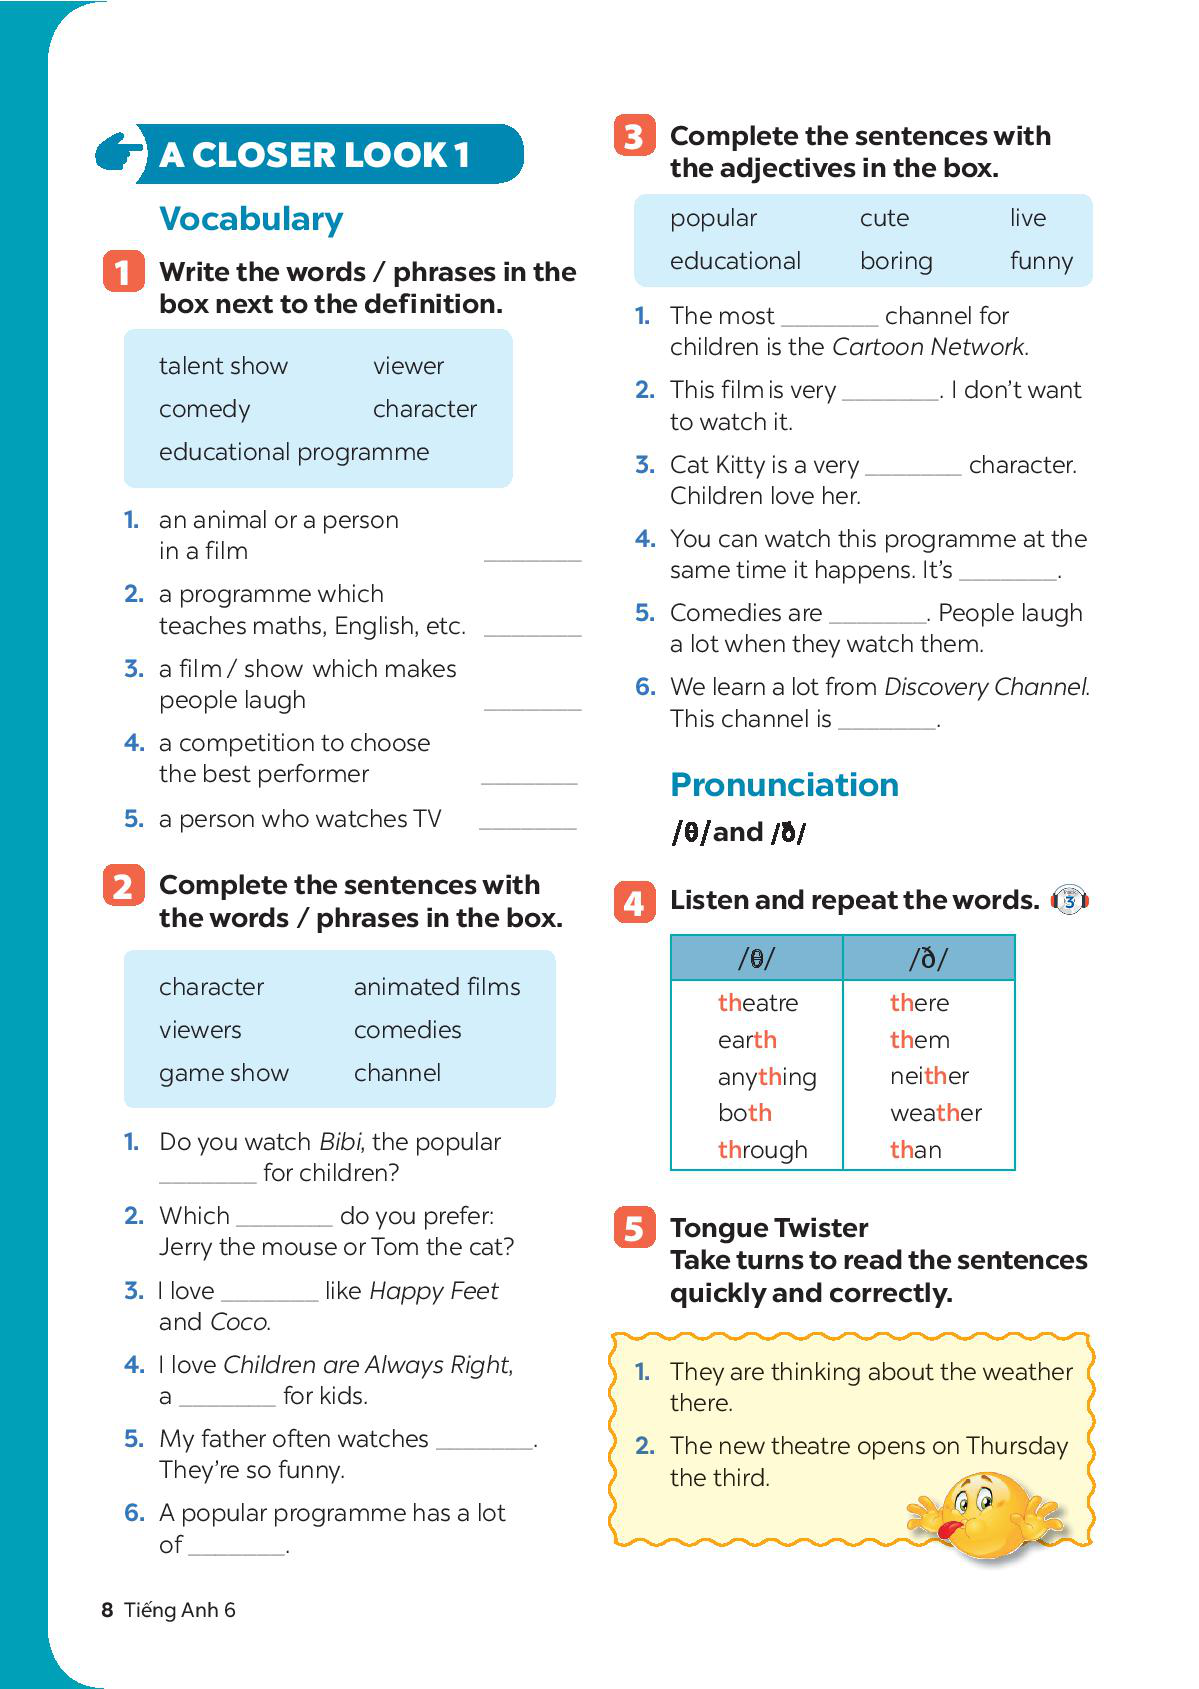 A CLOSER LOOK 1
Vocabulary
1 Write the words / phrases in the
box next to the definition.
talent show viewer
comedy character
educational programme
1. an animal or a person
in a film ________
2. a programme which
teaches maths, English, etc. ________
3. a film / show which makes
people laugh ________
4. a competition to choose
the best performer ________
5. a person who watches TV ________
2 Complete the sentences with
the words / phrases in the box.
character animated films
viewers comedies
game show channel
1. Do you watch Bibi, the popular
________ for children?
2. Which ________ do you prefer:
Jerry the mouse or Tom the cat?
3. I love ________ like Happy Feet
and Coco.
4. I love Children are Always Right,
a ________ for kids.
5. My father often watches ________.
They're so funny.
6. A popular programme has a lot
of ________.
3 Complete the sentences with
the adjectives in the box.
popular cute live
educational boring funny
1. The most ________ channel for
children is the Cartoon Network.
2. This film is very ________. I don't want
to watch it.
3. Cat Kitty is a very ________ character.
Children love her.
4. You can watch this programme at the
same time it happens. It's ________.
5. Comedies are ________. People laugh
a lot when they watch them.
6. We learn a lot from Discovery Channel.
This channel is ________.
Pronunciation
/θ/ and /ð/
4 Listen and repeat the words. Track 3
/θ/ /ð/
theatre there
earth them
anything neither
both weather
through than
5 Tongue Twister
Take turns to read the sentences
quickly and correctly.
1. They are thinking about the weather
there.
2. The new theatre opens on Thursday
the third.
8 Tiếng Anh 6